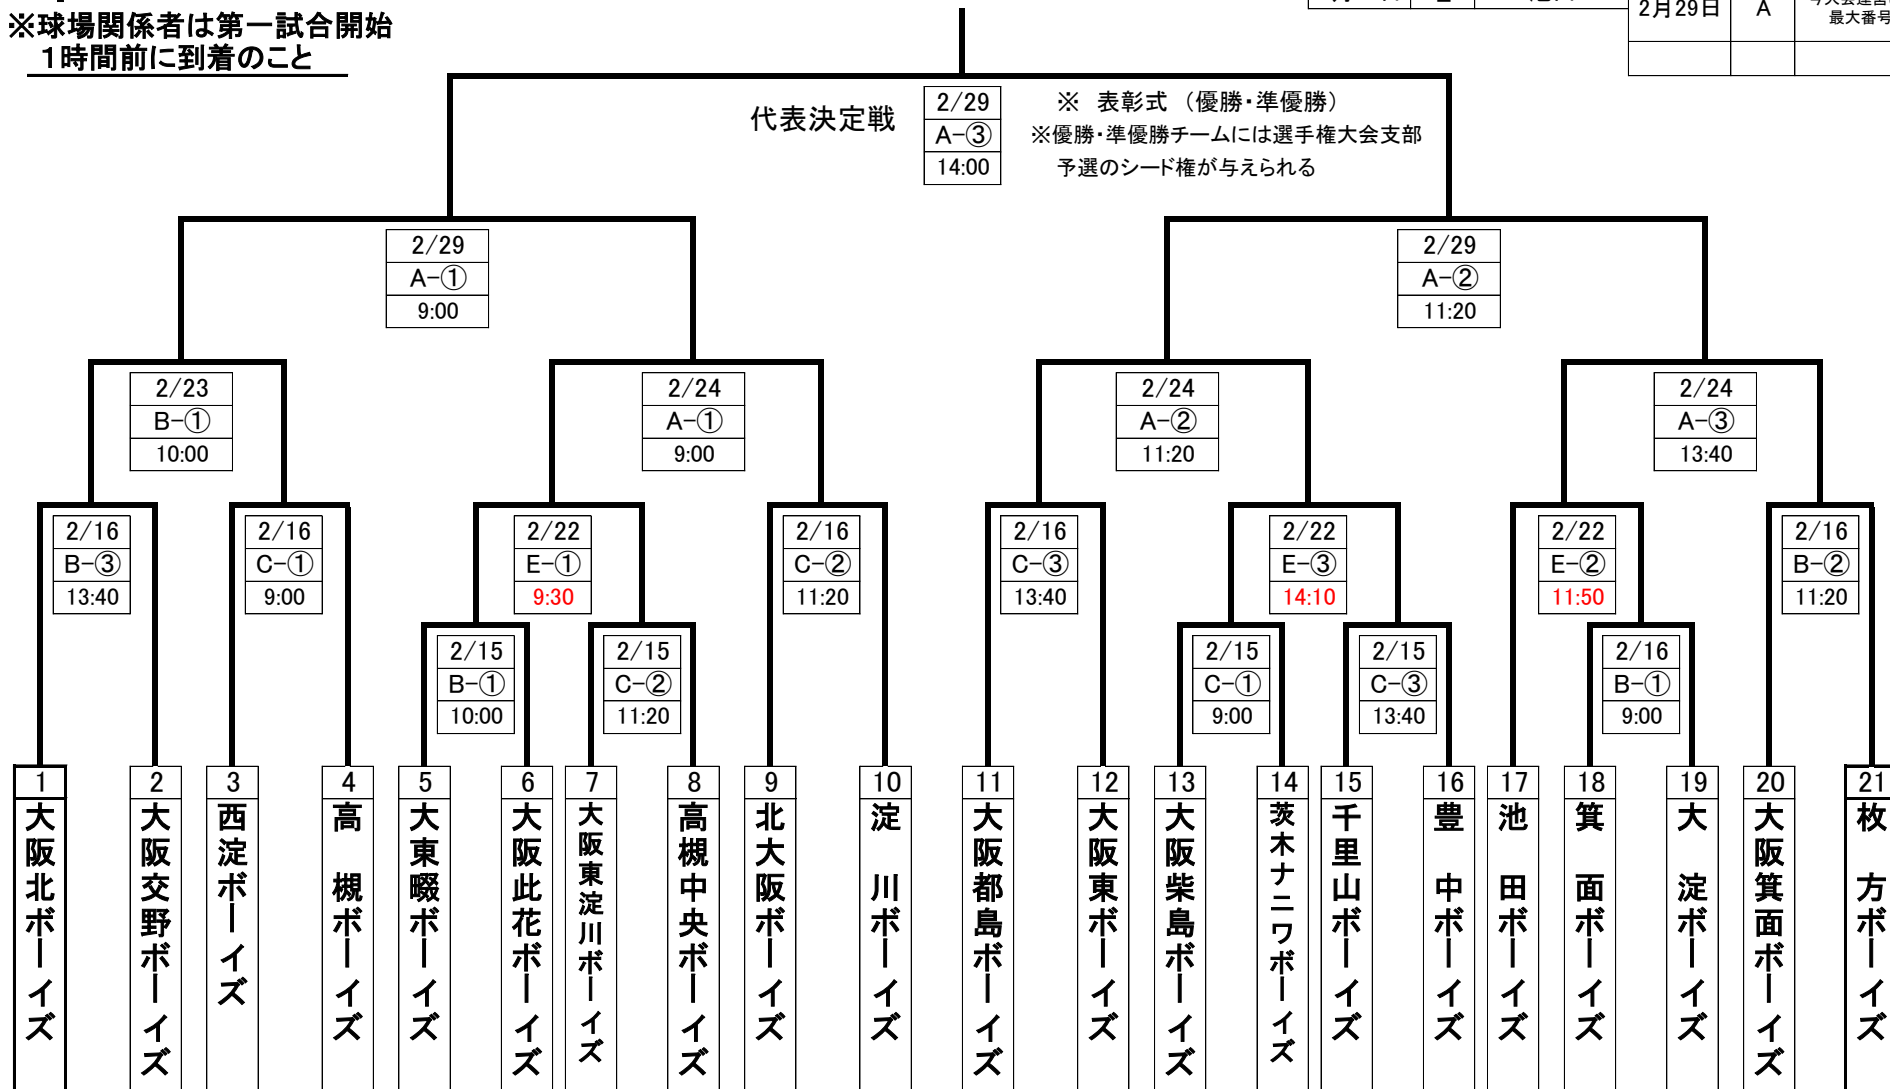 ※球場関係者は第一試合開始
1時間前に到着のこと
2月29日 A
最大番号
代表決定戦
2/29
A-③
14:00
※ 表彰式 （優勝・準優勝）
※優勝・準優勝チームには選手権大会支部
予選のシード権が与えられる
2/29
A-①
9:00
2/29
A-②
11:20
2/23
B-①
10:00
2/24
A-①
9:00
2/24
A-②
11:20
2/24
A-③
13:40
2/16
B-③
13:40
2/16
C-①
9:00
2/22
E-①
9:30
2/16
C-②
11:20
2/16
C-③
13:40
2/22
E-③
14:10
2/22
E-②
11:50
2/16
B-②
11:20
2/15
B-①
10:00
2/15
C-②
11:20
2/15
C-①
9:00
2/15
C-③
13:40
2/16
B-①
9:00
1
大阪北ボーイズ
2
大阪交野ボーイズ
3
西淀ボーイズ
4
高 槻ボーイズ
5
大東畷ボーイズ
6
大阪此花ボーイズ
7
大阪東淀川ボーイズ
8
高槻中央ボーイズ
9
北大阪ボーイズ
10
淀 川ボーイズ
11
大阪都島ボーイズ
12
大阪東ボーイズ
13
大阪柴島ボーイズ
14
茨木ナニワボーイズ
15
千里山ボーイズ
16
豊 中ボーイズ
17
池 田ボーイズ
18
箕 面ボーイズ
19
大 淀ボーイズ
20
大阪箕面ボーイズ
21
枚 方ボーイズ